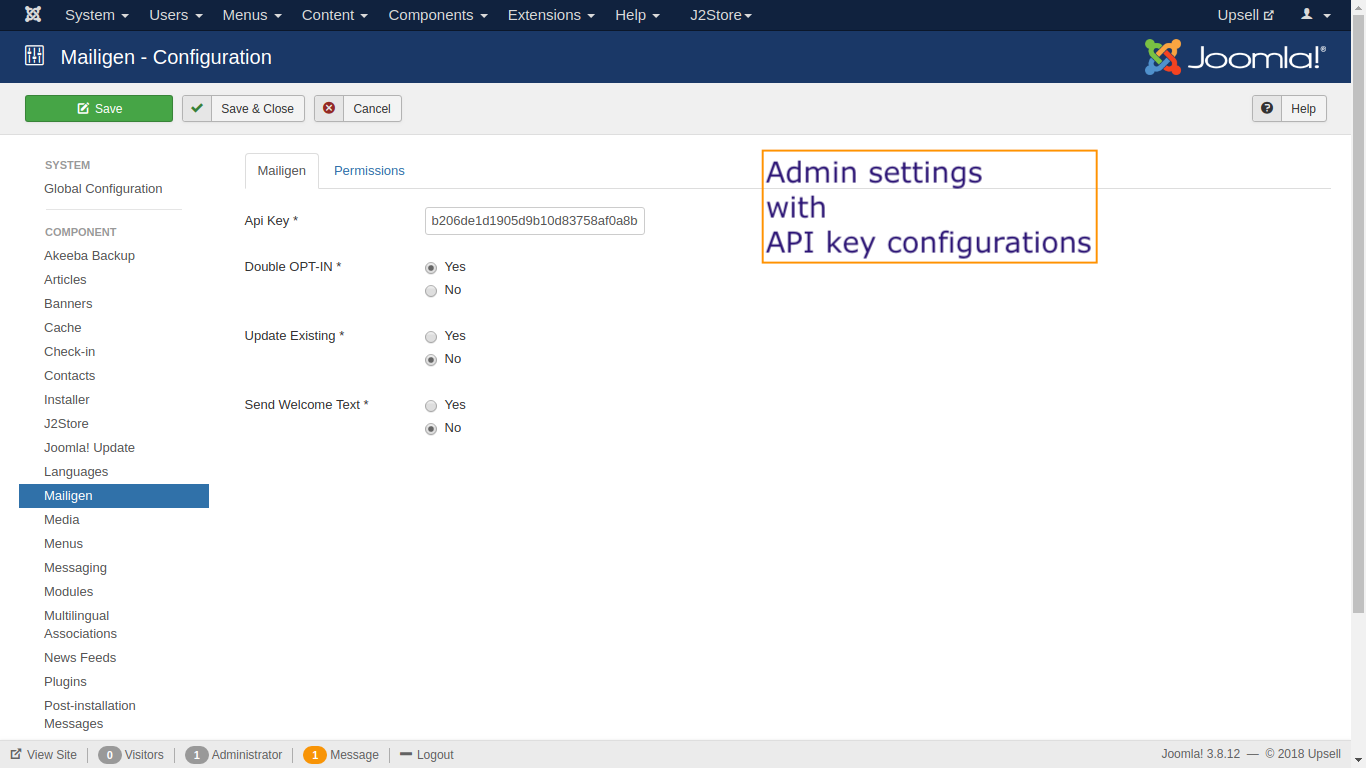 System Users Menus Content Components Extensions Help J2Store Upsell
Mailigen - Configuration
Joomla!®
Save Save & Close Cancel Help
SYSTEM
Global Configuration
COMPONENT
Akeeba Backup
Articles
Banners
Cache
Check-in
Contacts
Installer
J2Store
Joomla! Update
Languages
Mailigen
Media
Menus
Messaging
Modules
Multilingual
Associations
News Feeds
Plugins
Post-installation
Messages
Mailigen Permissions
Api Key * b206de1d1905d9b10d83758af0a8b
Double OPT-IN * Yes
No
Update Existing * Yes
No
Send Welcome Text * Yes
No
Admin settings
with
API key configurations
View Site 0 Visitors 1 Administrator 1 Message Logout Joomla! 3.8.12 — © 2018 Upsell